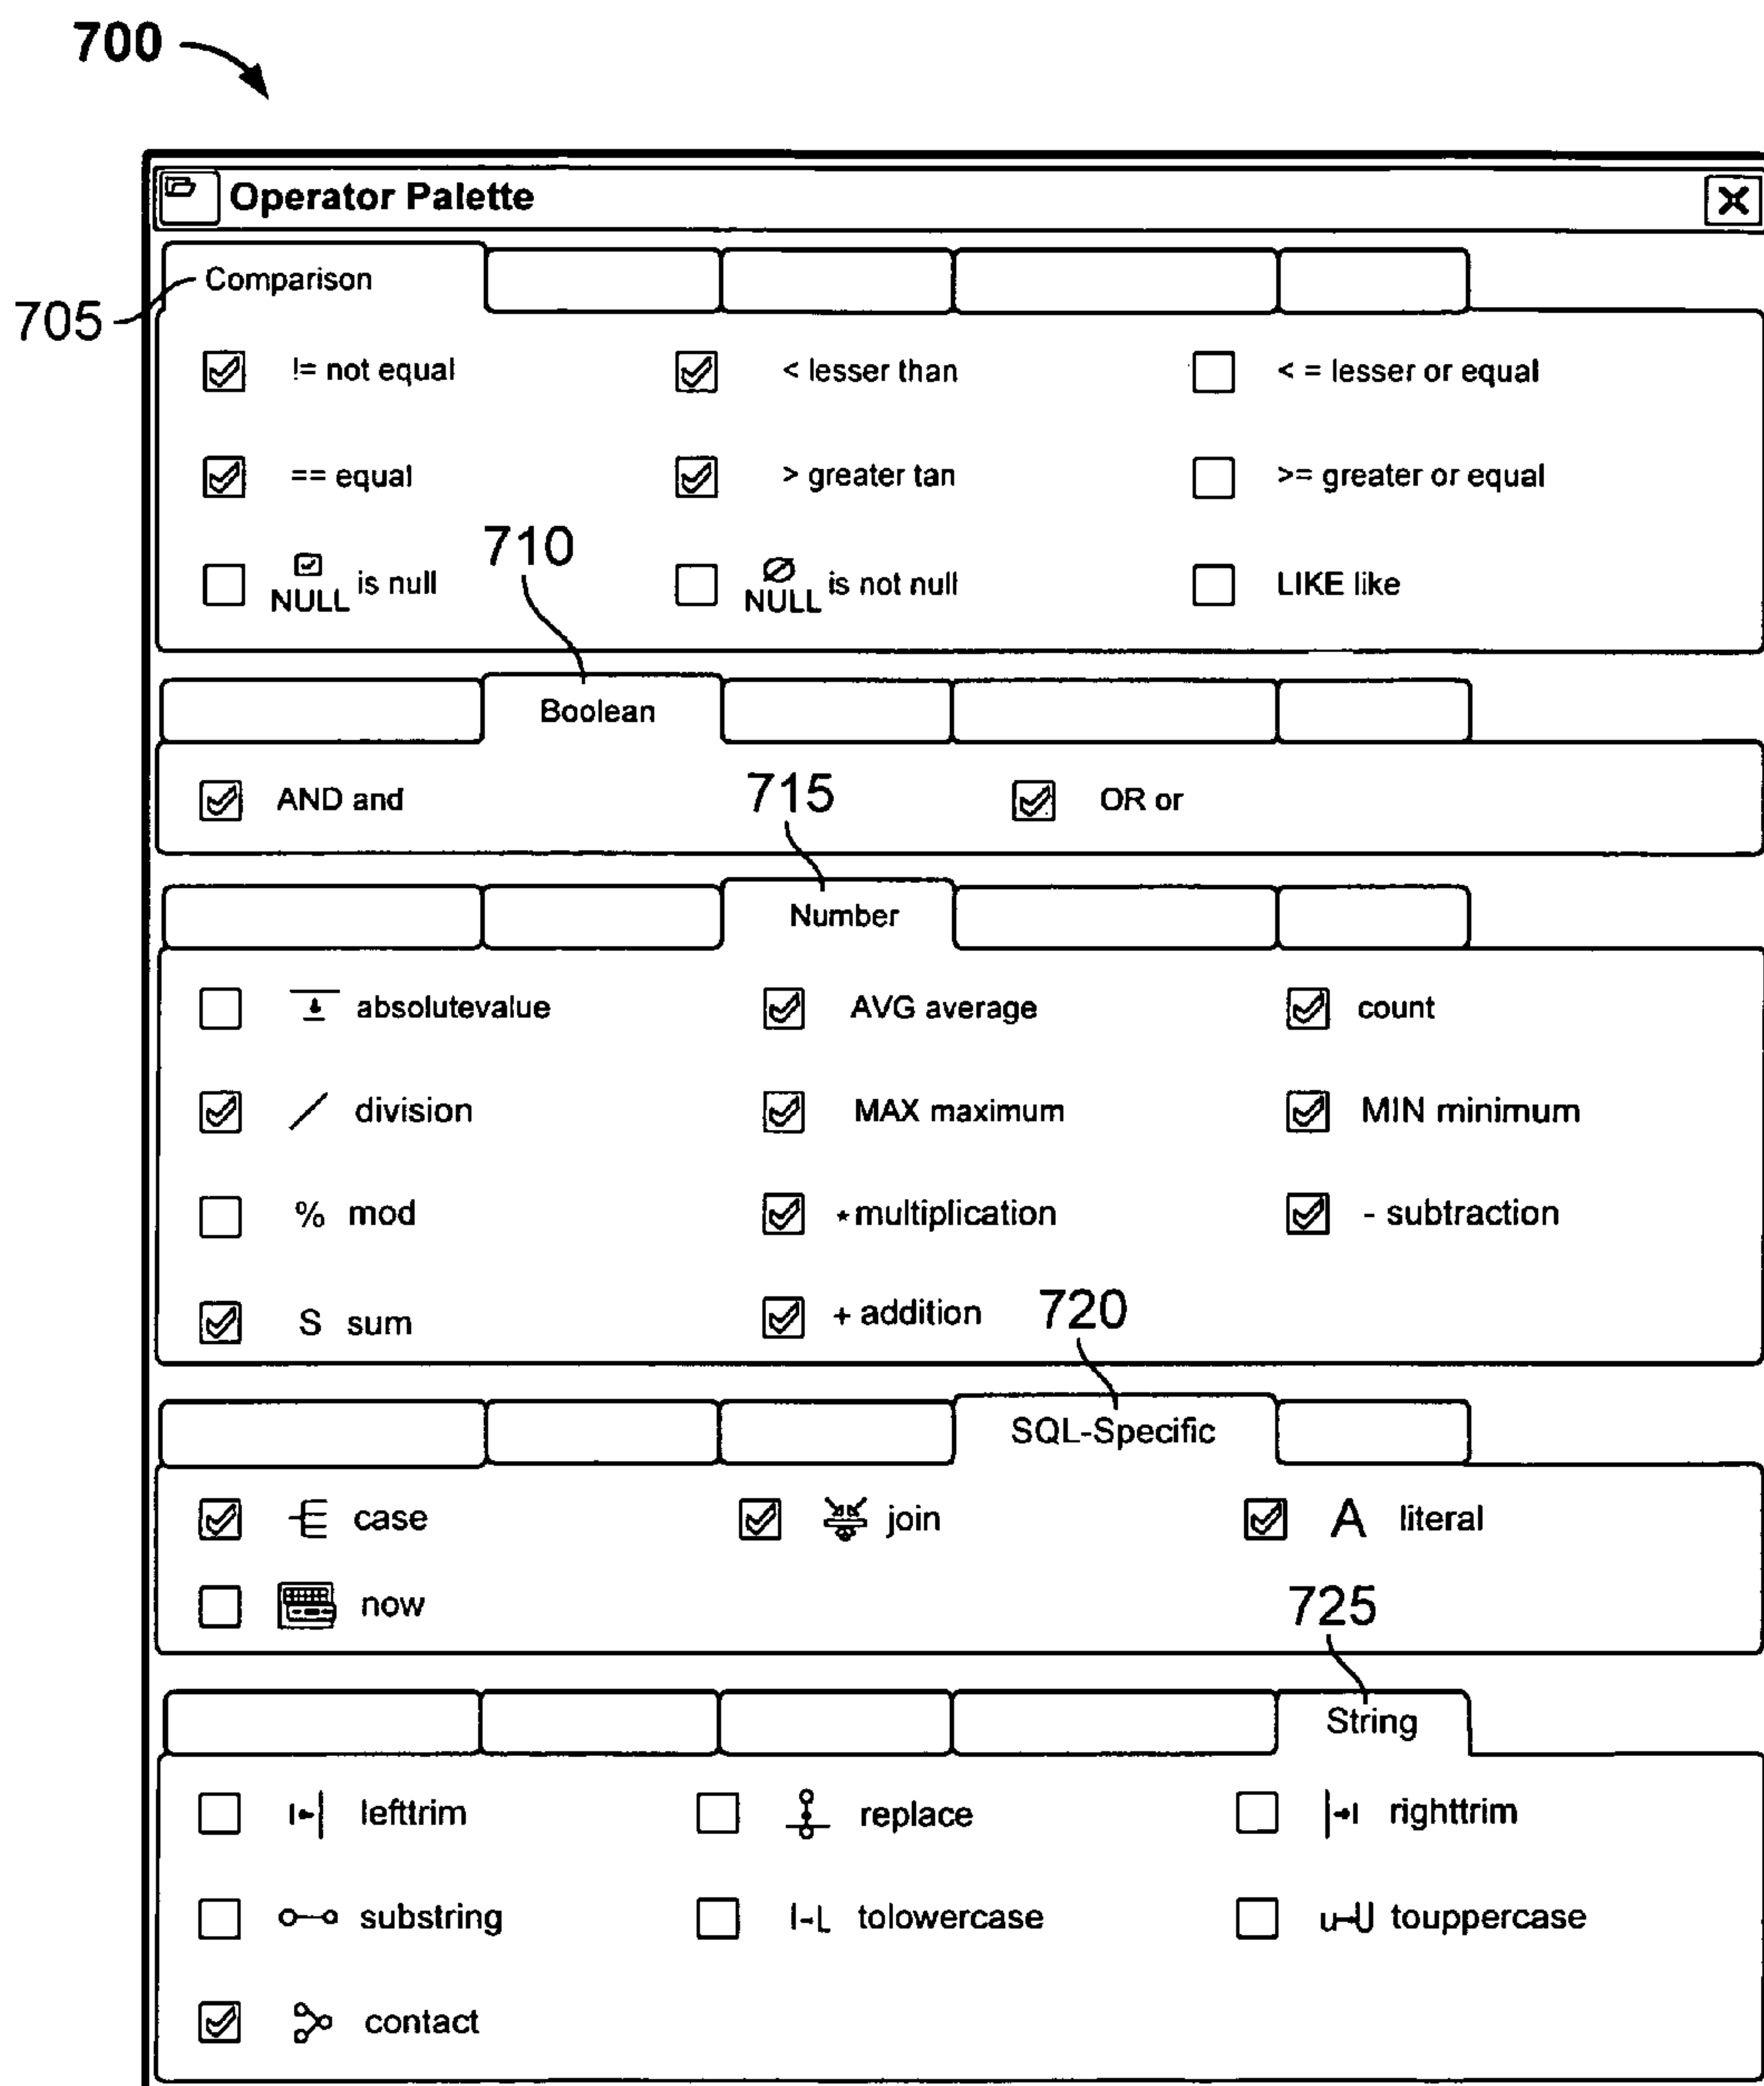 700
Operator Palette
Comparison
705
!= not equal < lesser than < = lesser or equal
== equal > greater tan >= greater or equal
710
NULL is null NULL is not null LIKE like
Boolean
715
AND and OR or
Number
absolutevalue AVG average count
/ division MAX maximum MIN minimum
% mod * multiplication - subtraction
S sum + addition 720
SQL-Specific
case join A literal
now 725
String
lefttrim replace righttrim
substring l-L tolowercase u-U touppercase
contact